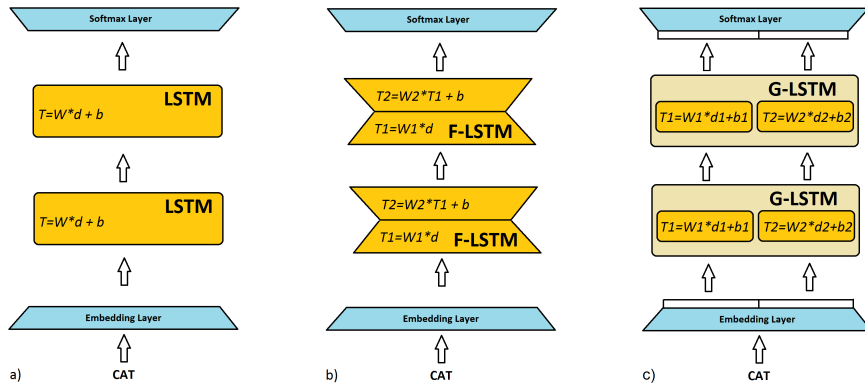 Softmax Layer
LSTM
T=W*d + b
LSTM
T=W*d + b
Embedding Layer
a)
CAT
Softmax Layer
T2=W2*T1 + b
T1=W1*d
F-LSTM
T2=W2*T1 + b
T1=W1*d
F-LSTM
Embedding Layer
b)
CAT
Softmax Layer
G-LSTM
T1=W1*d1+b1
T2=W2*d2+b2
G-LSTM
T1=W1*d1+b1
T2=W2*d2+b2
Embedding Layer
c)
CAT